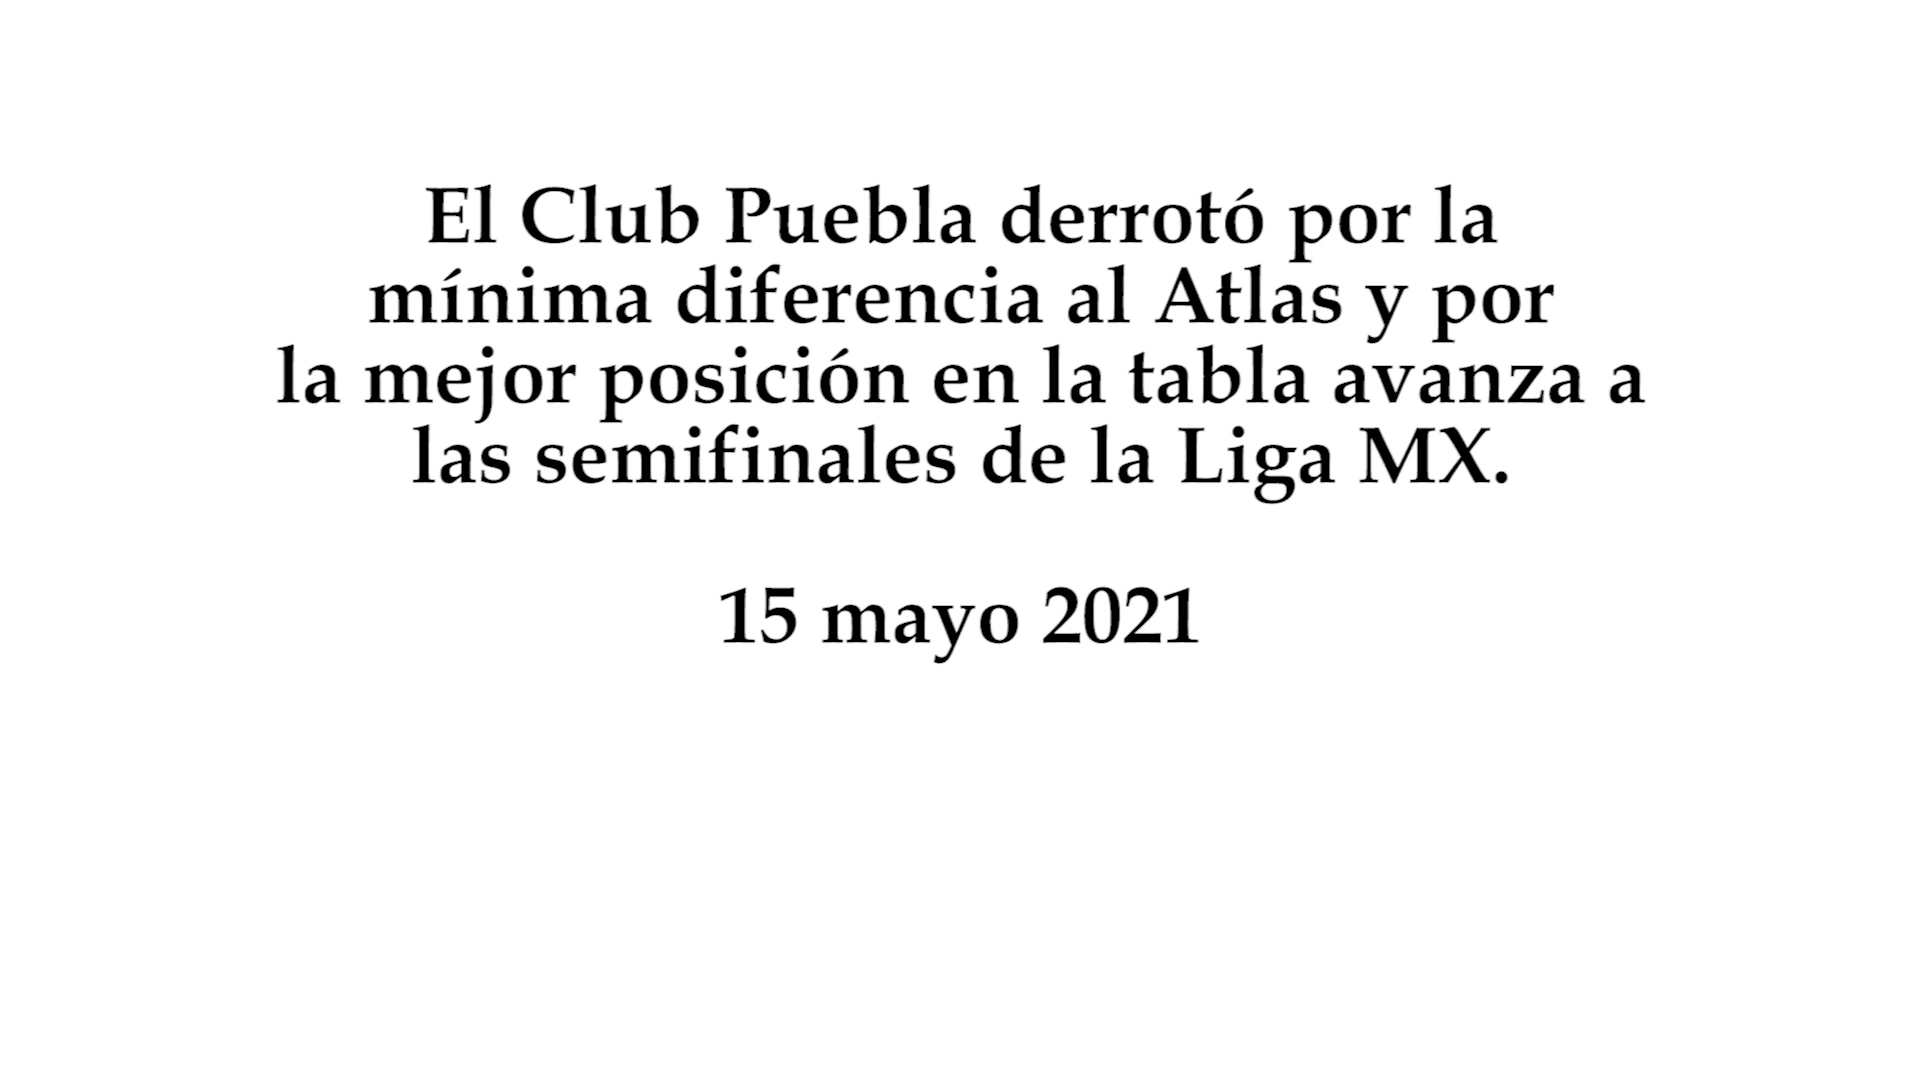 El Club Puebla derrotó por la
mínima diferencia al Atlas y por
la mejor posición en la tabla avanza a
las semifinales de la Liga MX.
15 mayo 2021